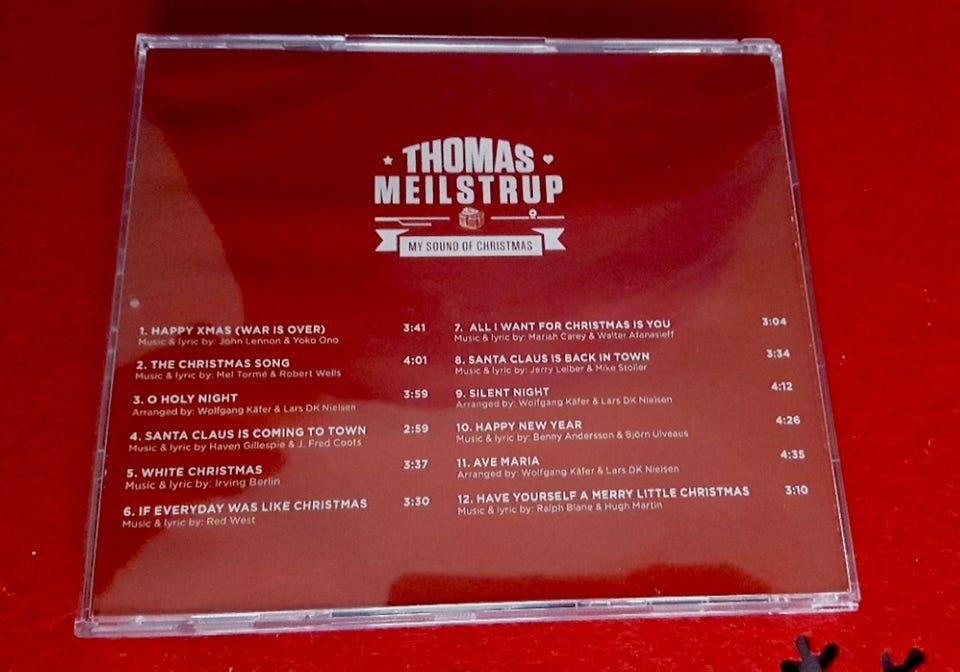 THOMAS
MEILSTRUP
MY SOUND OF CHRISTMAS
1. HAPPY XMAS (WAR IS OVER) 3:41
Music & lyric by: John Lennon & Yoko Ono
2. THE CHRISTMAS SONG 4:01
Music & lyric by: Mel Tormé & Robert Wells
3. O HOLY NIGHT 3:59
Arranged by: Wolfgang Käfer & Lars DK Nielsen
4. SANTA CLAUS IS COMING TO TOWN 2:59
Music & lyric by Haven Gillespie & J. Fred Coots
5. WHITE CHRISTMAS 3:37
Music & lyric by: Irving Berlin
6. IF EVERYDAY WAS LIKE CHRISTMAS 3:30
Music & lyric by: Red West
7. ALL I WANT FOR CHRISTMAS IS YOU 3:04
Music & lyric by: Mariah Carey & Walter Afanasieff
8. SANTA CLAUS IS BACK IN TOWN 3:34
Music & lyric by: Jerry Leiber & Mike Stoller
9. SILENT NIGHT 4:12
Arranged by: Wolfgang Käfer & Lars DK Nielsen
10. HAPPY NEW YEAR 4:26
Music & lyric by: Benny Andersson & Björn Ulveaus
11. AVE MARIA 4:35
Arranged by: Wolfgang Käfer & Lars DK Nielsen
12. HAVE YOURSELF A MERRY LITTLE CHRISTMAS 3:10
Music & lyric by: Ralph Blane & Hugh Martin